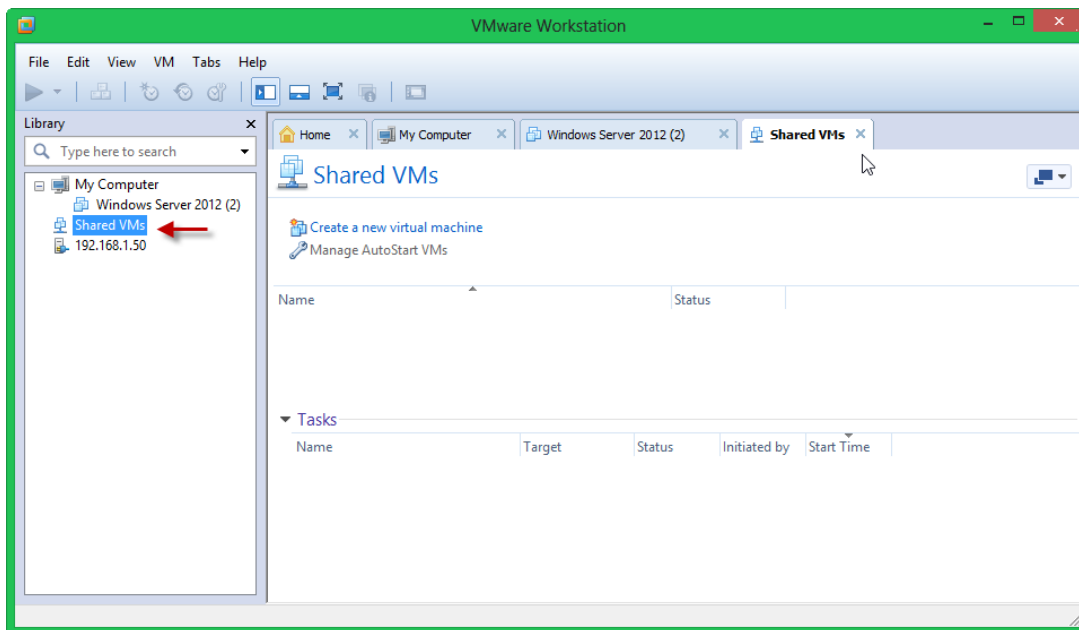 VMware Workstation
File Edit View VM Tabs Help
Library
Type here to search
My Computer
Windows Server 2012 (2)
Shared VMs
192.168.1.50
Home My Computer Windows Server 2012 (2) Shared VMs
Shared VMs
Create a new virtual machine
Manage AutoStart VMs
Name Status
Tasks
Name Target Status Initiated by Start Time